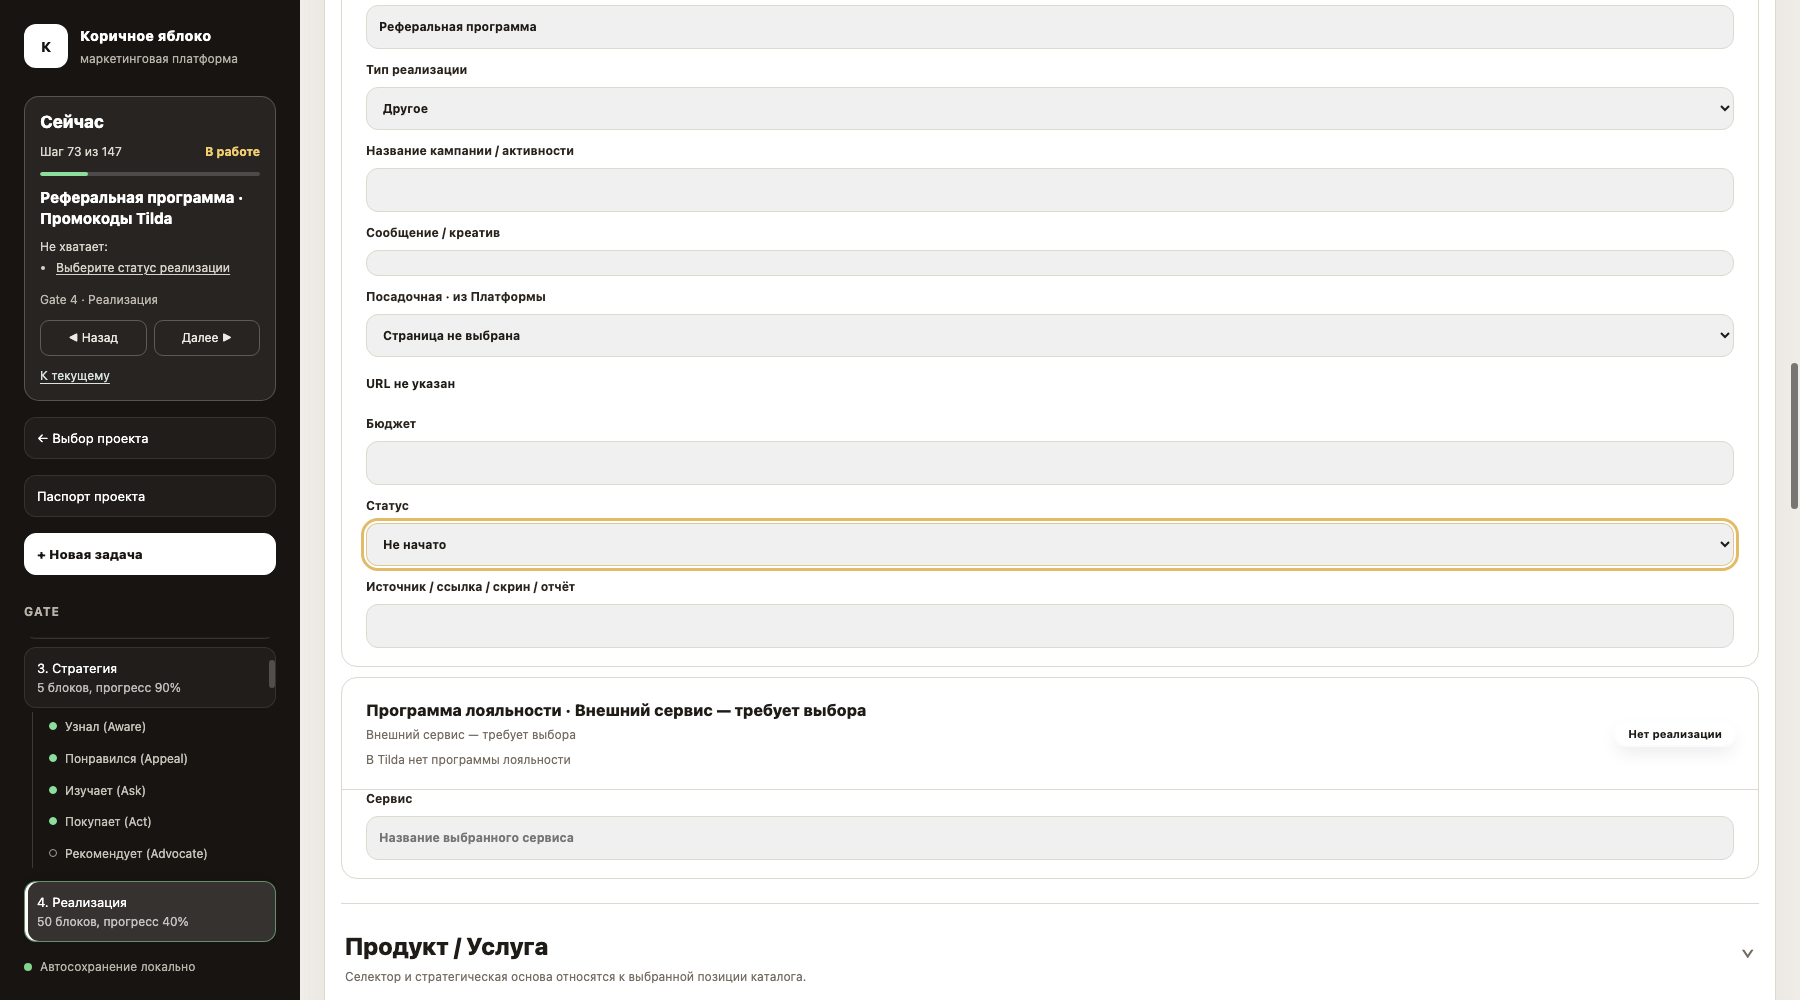 K
Коричное яблоко
маркетинговая платформа
Сейчас
Шаг 73 из 147
В работе
Реферальная программа ·
Промокоды Tilda
Не хватает:
• Выберите статус реализации
Gate 4 · Реализация
◀ Назад
Далее ▶
К текущему
← Выбор проекта
Паспорт проекта
+ Новая задача
GATE
3. Стратегия
5 блоков, прогресс 90%
Узнал (Aware)
Понравился (Appeal)
Изучает (Ask)
Покупает (Act)
Рекомендует (Advocate)
4. Реализация
50 блоков, прогресс 40%
Автосохранение локально
Реферальная программа
Тип реализации
Другое
Название кампании / активности
Сообщение / креатив
Посадочная · из Платформы
Страница не выбрана
URL не указан
Бюджет
Статус
Не начато
Источник / ссылка / скрин / отчёт
Программа лояльности · Внешний сервис — требует выбора
Внешний сервис — требует выбора
В Tilda нет программы лояльности
Нет реализации
Сервис
Название выбранного сервиса
Продукт / Услуга
Селектор и стратегическая основа относятся к выбранной позиции каталога.